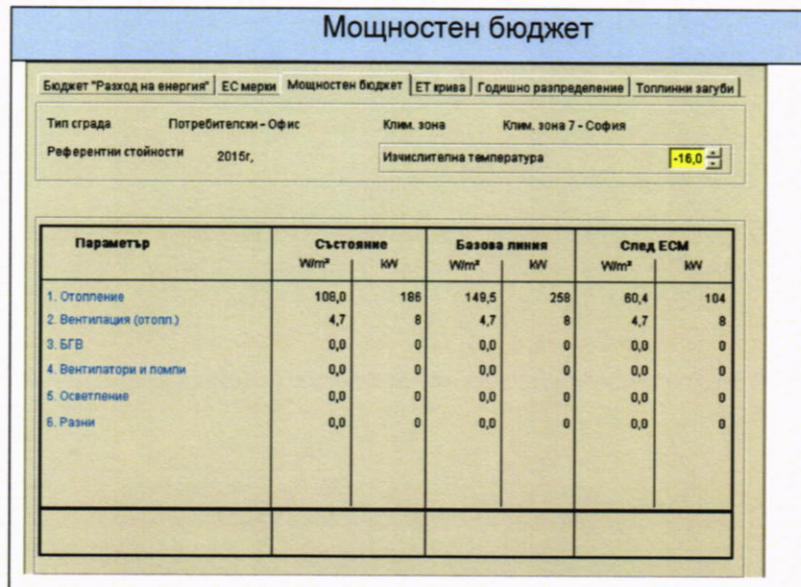 Мощностен бюджет
Бюджет "Разход на енергия" ЕС мерки Мощностен бюджет ЕТ крива Годишно разпределение Топлинни загуби
Тип сграда Потребителски - Офис Клим. зона Клим. зона 7 - София
Референтни стойности 2015г, Изчислителна температура -16,0
Параметър Състояние Базова линия След ЕСМ
W/m² kW W/m² kW W/m² kW
1. Отопление 108,0 186 149,5 258 60,4 104
2. Вентилация (отопл.) 4,7 8 4,7 8 4,7 8
3. БГВ 0,0 0 0,0 0 0,0 0
4. Вентилатори и помпи 0,0 0 0,0 0 0,0 0
5. Осветление 0,0 0 0,0 0 0,0 0
6. Разни 0,0 0 0,0 0 0,0 0